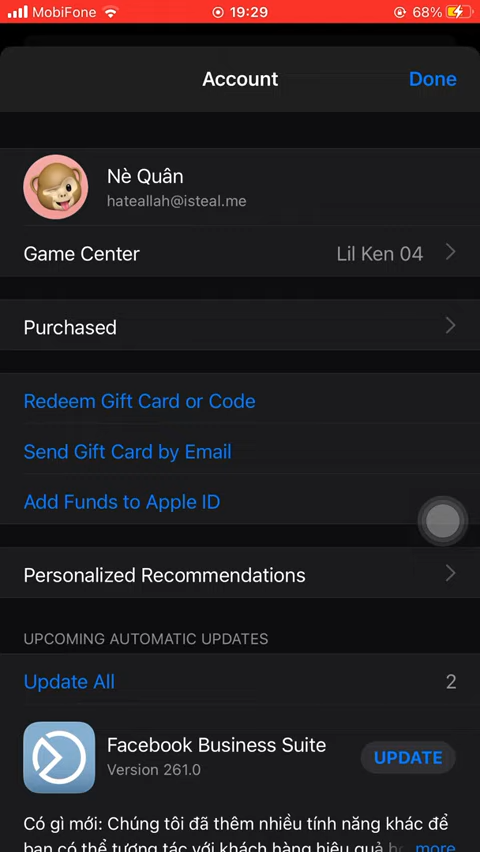 MobiFone 19:29 68%
Account Done
Nè Quân
hateallah@isteal.me
Game Center Lil Ken 04
Purchased
Redeem Gift Card or Code
Send Gift Card by Email
Add Funds to Apple ID
Personalized Recommendations
UPCOMING AUTOMATIC UPDATES
Update All 2
Facebook Business Suite
Version 261.0
UPDATE
Có gì mới: Chúng tôi đã thêm nhiều tính năng khác để
bạn có thể tương tác với khách hàng hiệu quả more